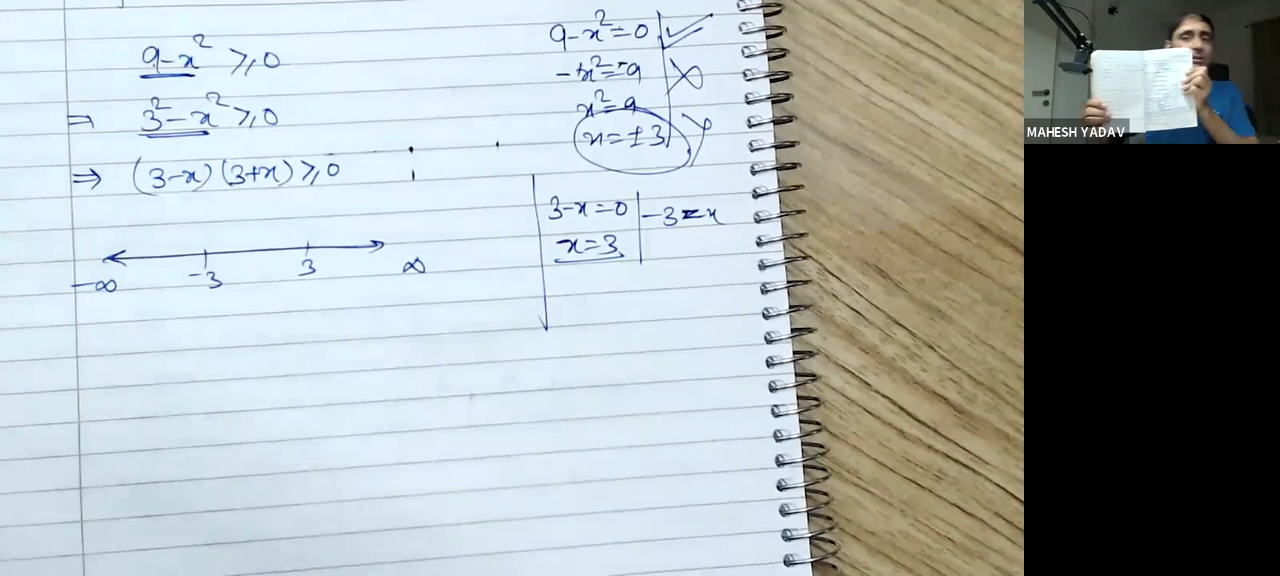 9-x² ≥ 0
⇒ 3²-x² ≥ 0
⇒ (3-x) (3+x) ≥ 0
-∞ -3 3 ∞
9-x²=0
-x²=-9
x²=9
x=±3
3-x=0
x=3
-3=x
MAHESH YADAV